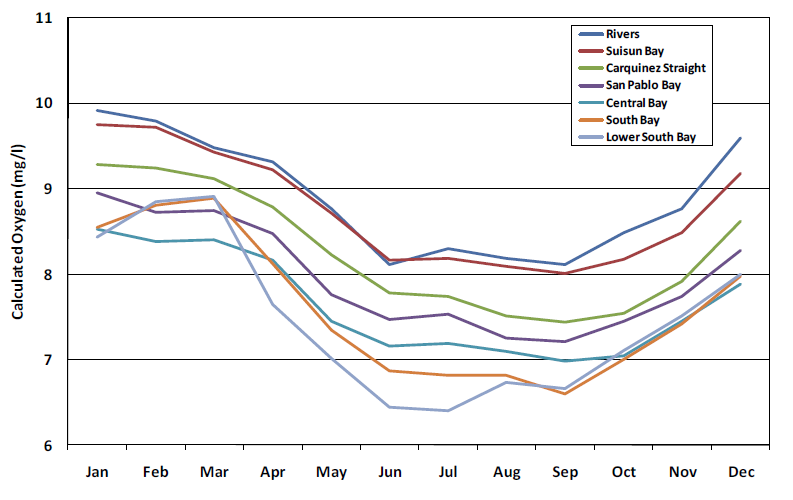 Calculated Oxygen (mg/l)
11
10
9
8
7
6
Rivers
Suisun Bay
Carquinez Straight
San Pablo Bay
Central Bay
South Bay
Lower South Bay
Jan Feb Mar Apr May Jun Jul Aug Sep Oct Nov Dec